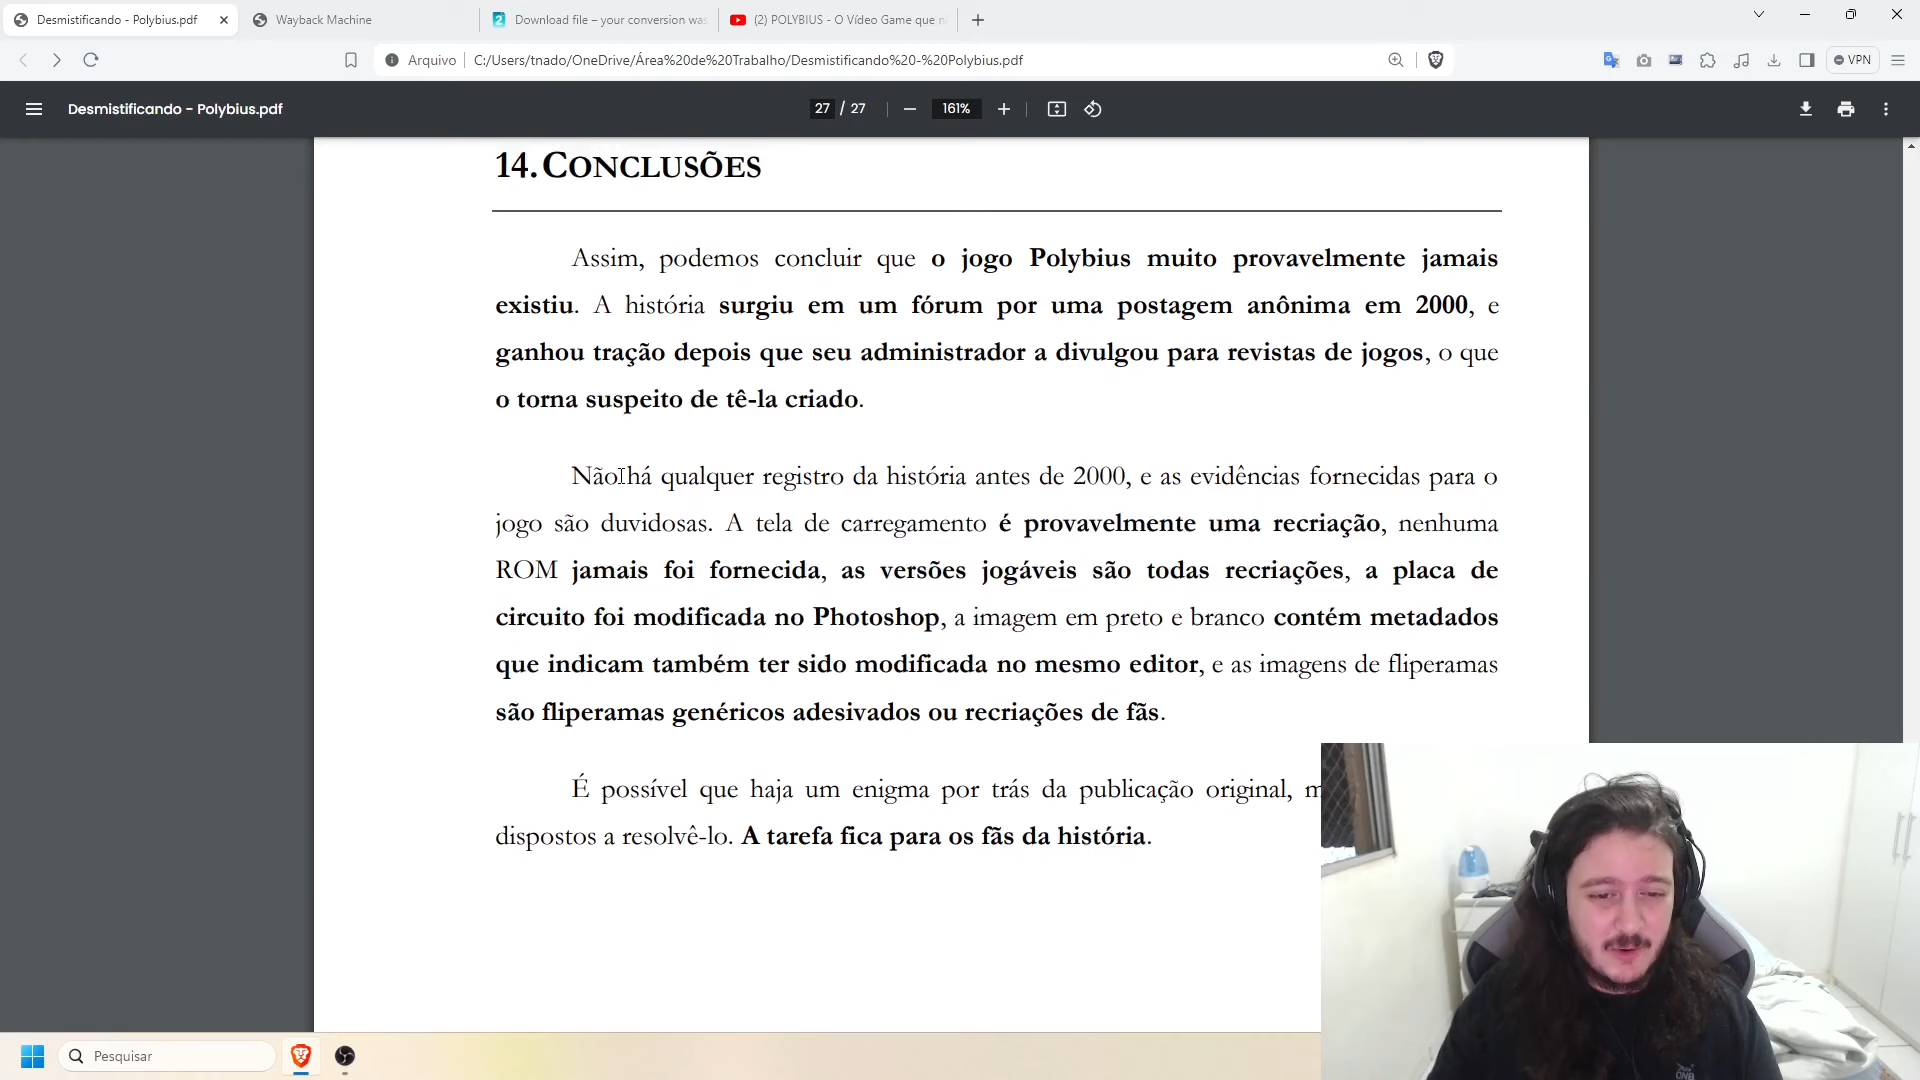 Desmistificando - Polybius.pdf
Wayback Machine
Download file – your conversion was
(2) POLYBIUS - O Vídeo Game que n
Arquivo
C:/Users/tnado/OneDrive/Área%20de%20Trabalho/Desmistificando%20-%20Polybius.pdf
VPN
Desmistificando - Polybius.pdf
27 / 27
161%
14. CONCLUSÕES
Assim, podemos concluir que o jogo Polybius muito provavelmente jamais
existiu. A história surgiu em um fórum por uma postagem anônima em 2000, e
ganhou tração depois que seu administrador a divulgou para revistas de jogos, o que
o torna suspeito de tê-la criado.
Não há qualquer registro da história antes de 2000, e as evidências fornecidas para o
jogo são duvidosas. A tela de carregamento é provavelmente uma recriação, nenhuma
ROM jamais foi fornecida, as versões jogáveis são todas recriações, a placa de
circuito foi modificada no Photoshop, a imagem em preto e branco contém metadados
que indicam também ter sido modificada no mesmo editor, e as imagens de fliperamas
são fliperamas genéricos adesivados ou recriações de fãs.
É possível que haja um enigma por trás da publicação original, m
dispostos a resolvê-lo. A tarefa fica para os fãs da história.
Pesquisar